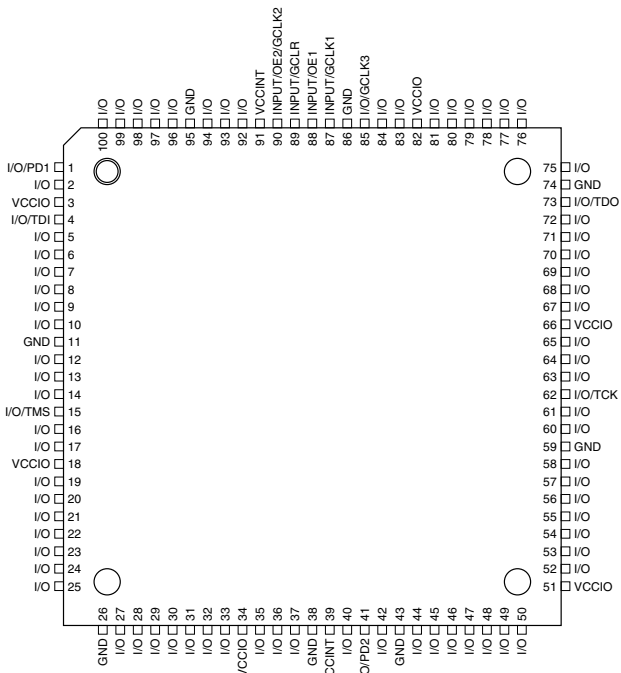 I/O 100
I/O 99
I/O 98
I/O 97
I/O 96
GND 95
I/O 94
I/O 93
I/O 92
VCCINT 91
INPUT/OE2/GCLK2 90
INPUT/GCLR 89
INPUT/OE1 88
INPUT/GCLK1 87
GND 86
I/O/GCLK3 85
I/O 84
I/O 83
VCCIO 82
I/O 81
I/O 80
I/O 79
I/O 78
I/O 77
I/O 76
I/O/PD1 1
I/O 2
VCCIO 3
I/O/TDI 4
I/O 5
I/O 6
I/O 7
I/O 8
I/O 9
I/O 10
GND 11
I/O 12
I/O 13
I/O 14
I/O/TMS 15
I/O 16
I/O 17
VCCIO 18
I/O 19
I/O 20
I/O 21
I/O 22
I/O 23
I/O 24
I/O 25
75 I/O
74 GND
73 I/O/TDO
72 I/O
71 I/O
70 I/O
69 I/O
68 I/O
67 I/O
66 VCCIO
65 I/O
64 I/O
63 I/O
62 I/O/TCK
61 I/O
60 I/O
59 GND
58 I/O
57 I/O
56 I/O
55 I/O
54 I/O
53 I/O
52 I/O
51 VCCIO
GND 26
I/O 27
I/O 28
I/O 29
I/O 30
I/O 31
I/O 32
I/O 33
CCIO 34
I/O 35
I/O 36
I/O 37
GND 38
CCINT 39
I/O 40
O/PD2 41
I/O 42
GND 43
I/O 44
I/O 45
I/O 46
I/O 47
I/O 48
I/O 49
I/O 50